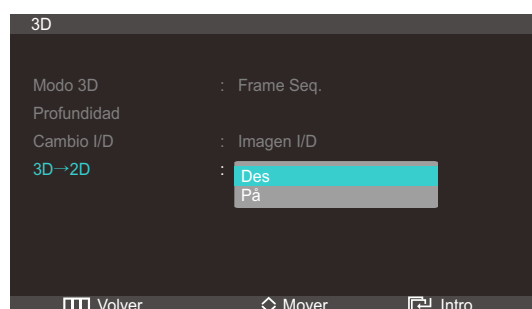 3D
Modo 3D : Frame Seq.
Profundidad
Cambio I/D : Imagen I/D
3D→2D : Des
På
Volver Mover Intro